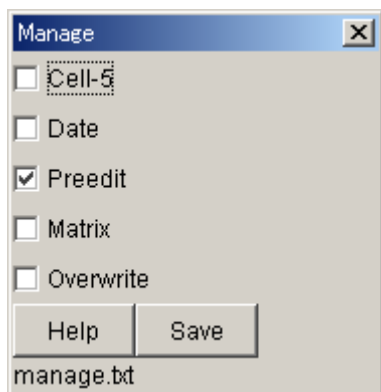 Manage
Cell-5
Date
Preedit
Matrix
Overwrite
Help Save
manage.txt